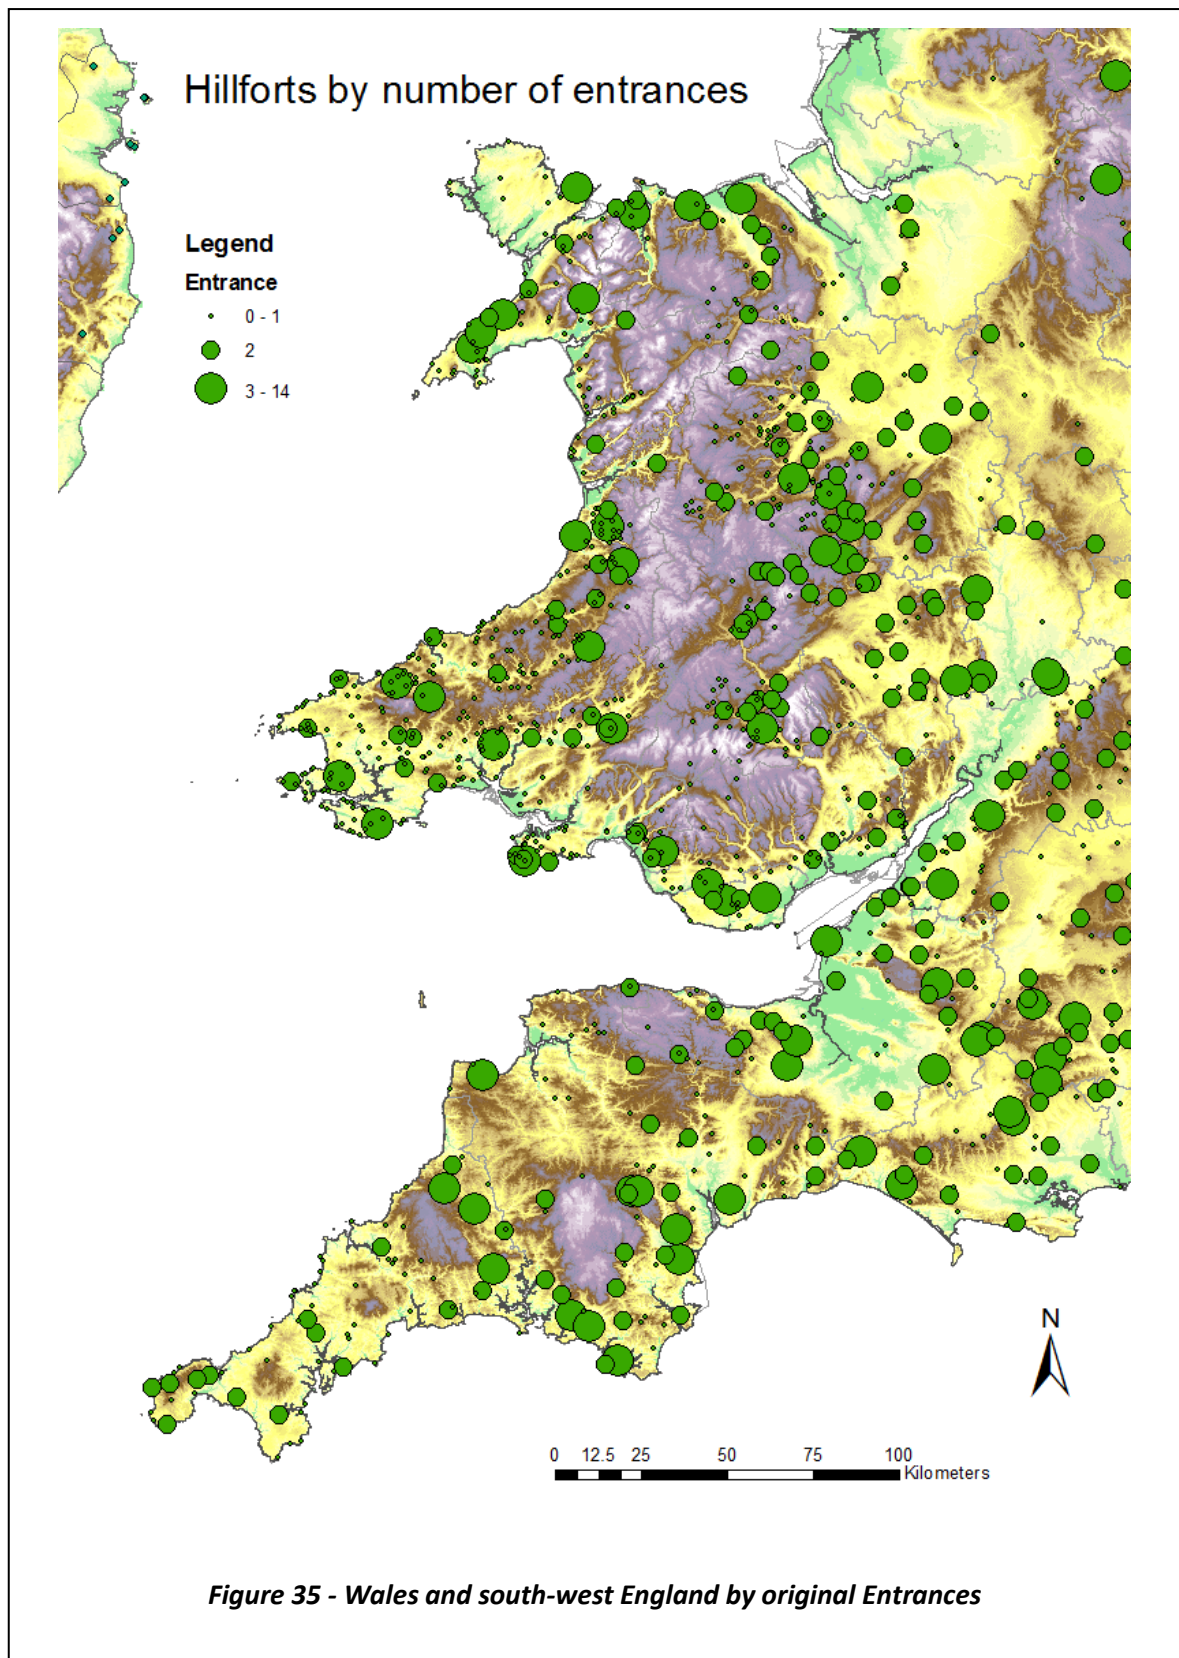 Hillforts by number of entrances
Legend
Entrance
0 - 1
2
3 - 14
N
0 12.5 25 50 75 100
Kilometers
Figure 35 - Wales and south-west England by original Entrances